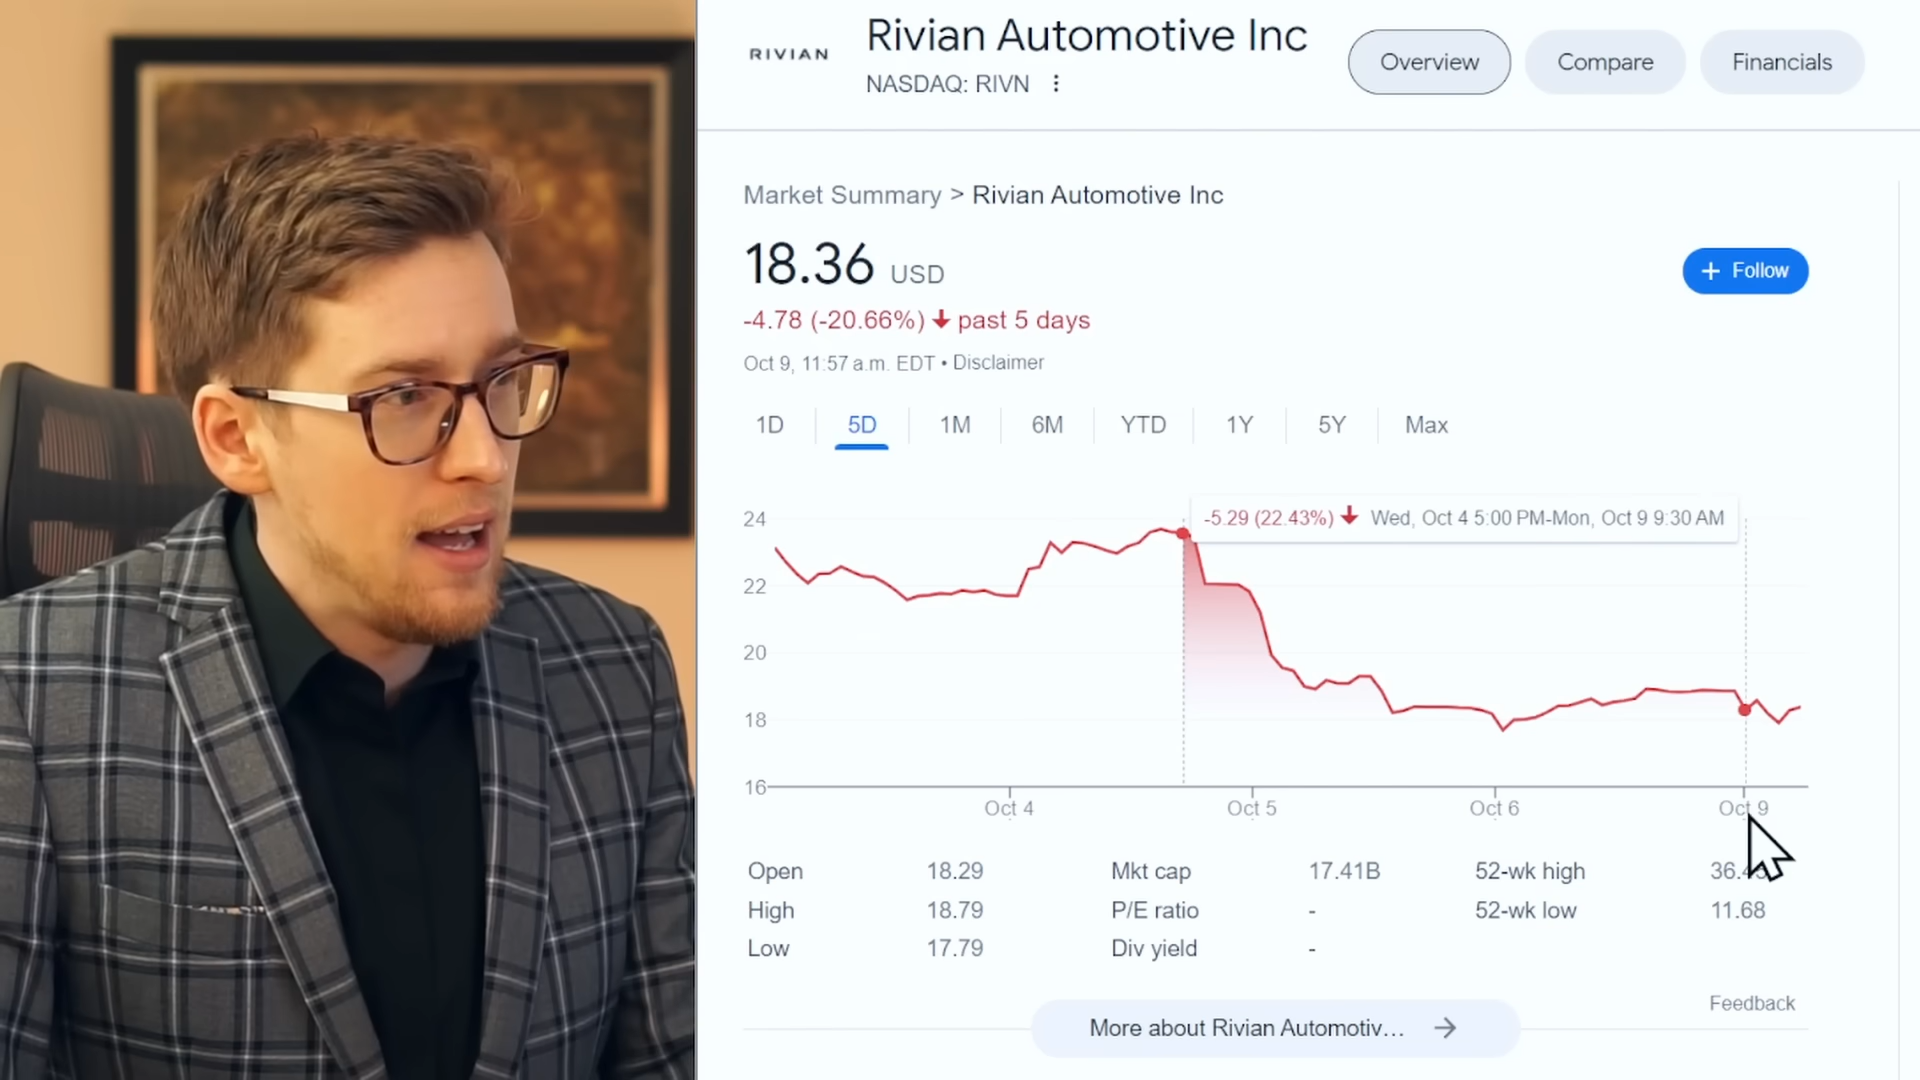 RIVIAN
Rivian Automotive Inc
NASDAQ: RIVN
Overview
Compare
Financials
Market Summary > Rivian Automotive Inc
18.36 USD
+ Follow
-4.78 (-20.66%) past 5 days
Oct 9, 11:57 a.m. EDT • Disclaimer
1D 5D 1M 6M YTD 1Y 5Y Max
-5.29 (22.43%) Wed, Oct 4 5:00 PM-Mon, Oct 9 9:30 AM
24
22
20
18
16
Oct 4 Oct 5 Oct 6 Oct 9
Open 18.29 Mkt cap 17.41B 52-wk high
High 18.79 P/E ratio - 52-wk low 11.68
Low 17.79 Div yield -
Feedback
More about Rivian Automotiv...